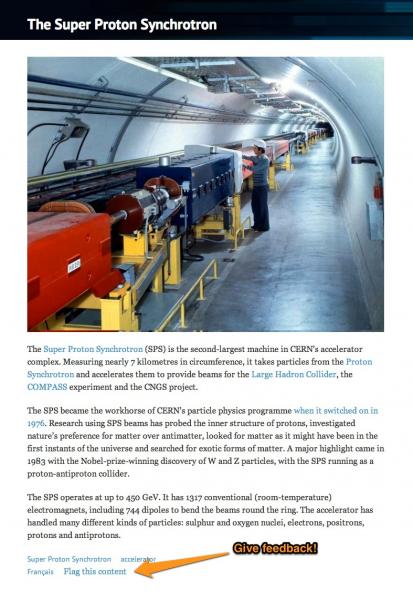 The Super Proton Synchrotron
The Super Proton Synchrotron (SPS) is the second-largest machine in CERN's accelerator
complex. Measuring nearly 7 kilometres in circumference, it takes particles from the Proton
Synchrotron and accelerates them to provide beams for the Large Hadron Collider, the
COMPASS experiment and the CNGS project.
The SPS became the workhorse of CERN's particle physics programme when it switched on in
1976. Research using SPS beams has probed the inner structure of protons, investigated
nature's preference for matter over antimatter, looked for matter as it might have been in the
first instants of the universe and searched for exotic forms of matter. A major highlight came in
1983 with the Nobel-prize-winning discovery of W and Z particles, with the SPS running as a
proton-antiproton collider.
The SPS operates at up to 450 GeV. It has 1317 conventional (room-temperature)
electromagnets, including 744 dipoles to bend the beams round the ring. The accelerator has
handled many different kinds of particles: sulphur and oxygen nuclei, electrons, positrons,
protons and antiprotons.
Give feedback!
Super Proton Synchrotron accelerator
Français Flag this content